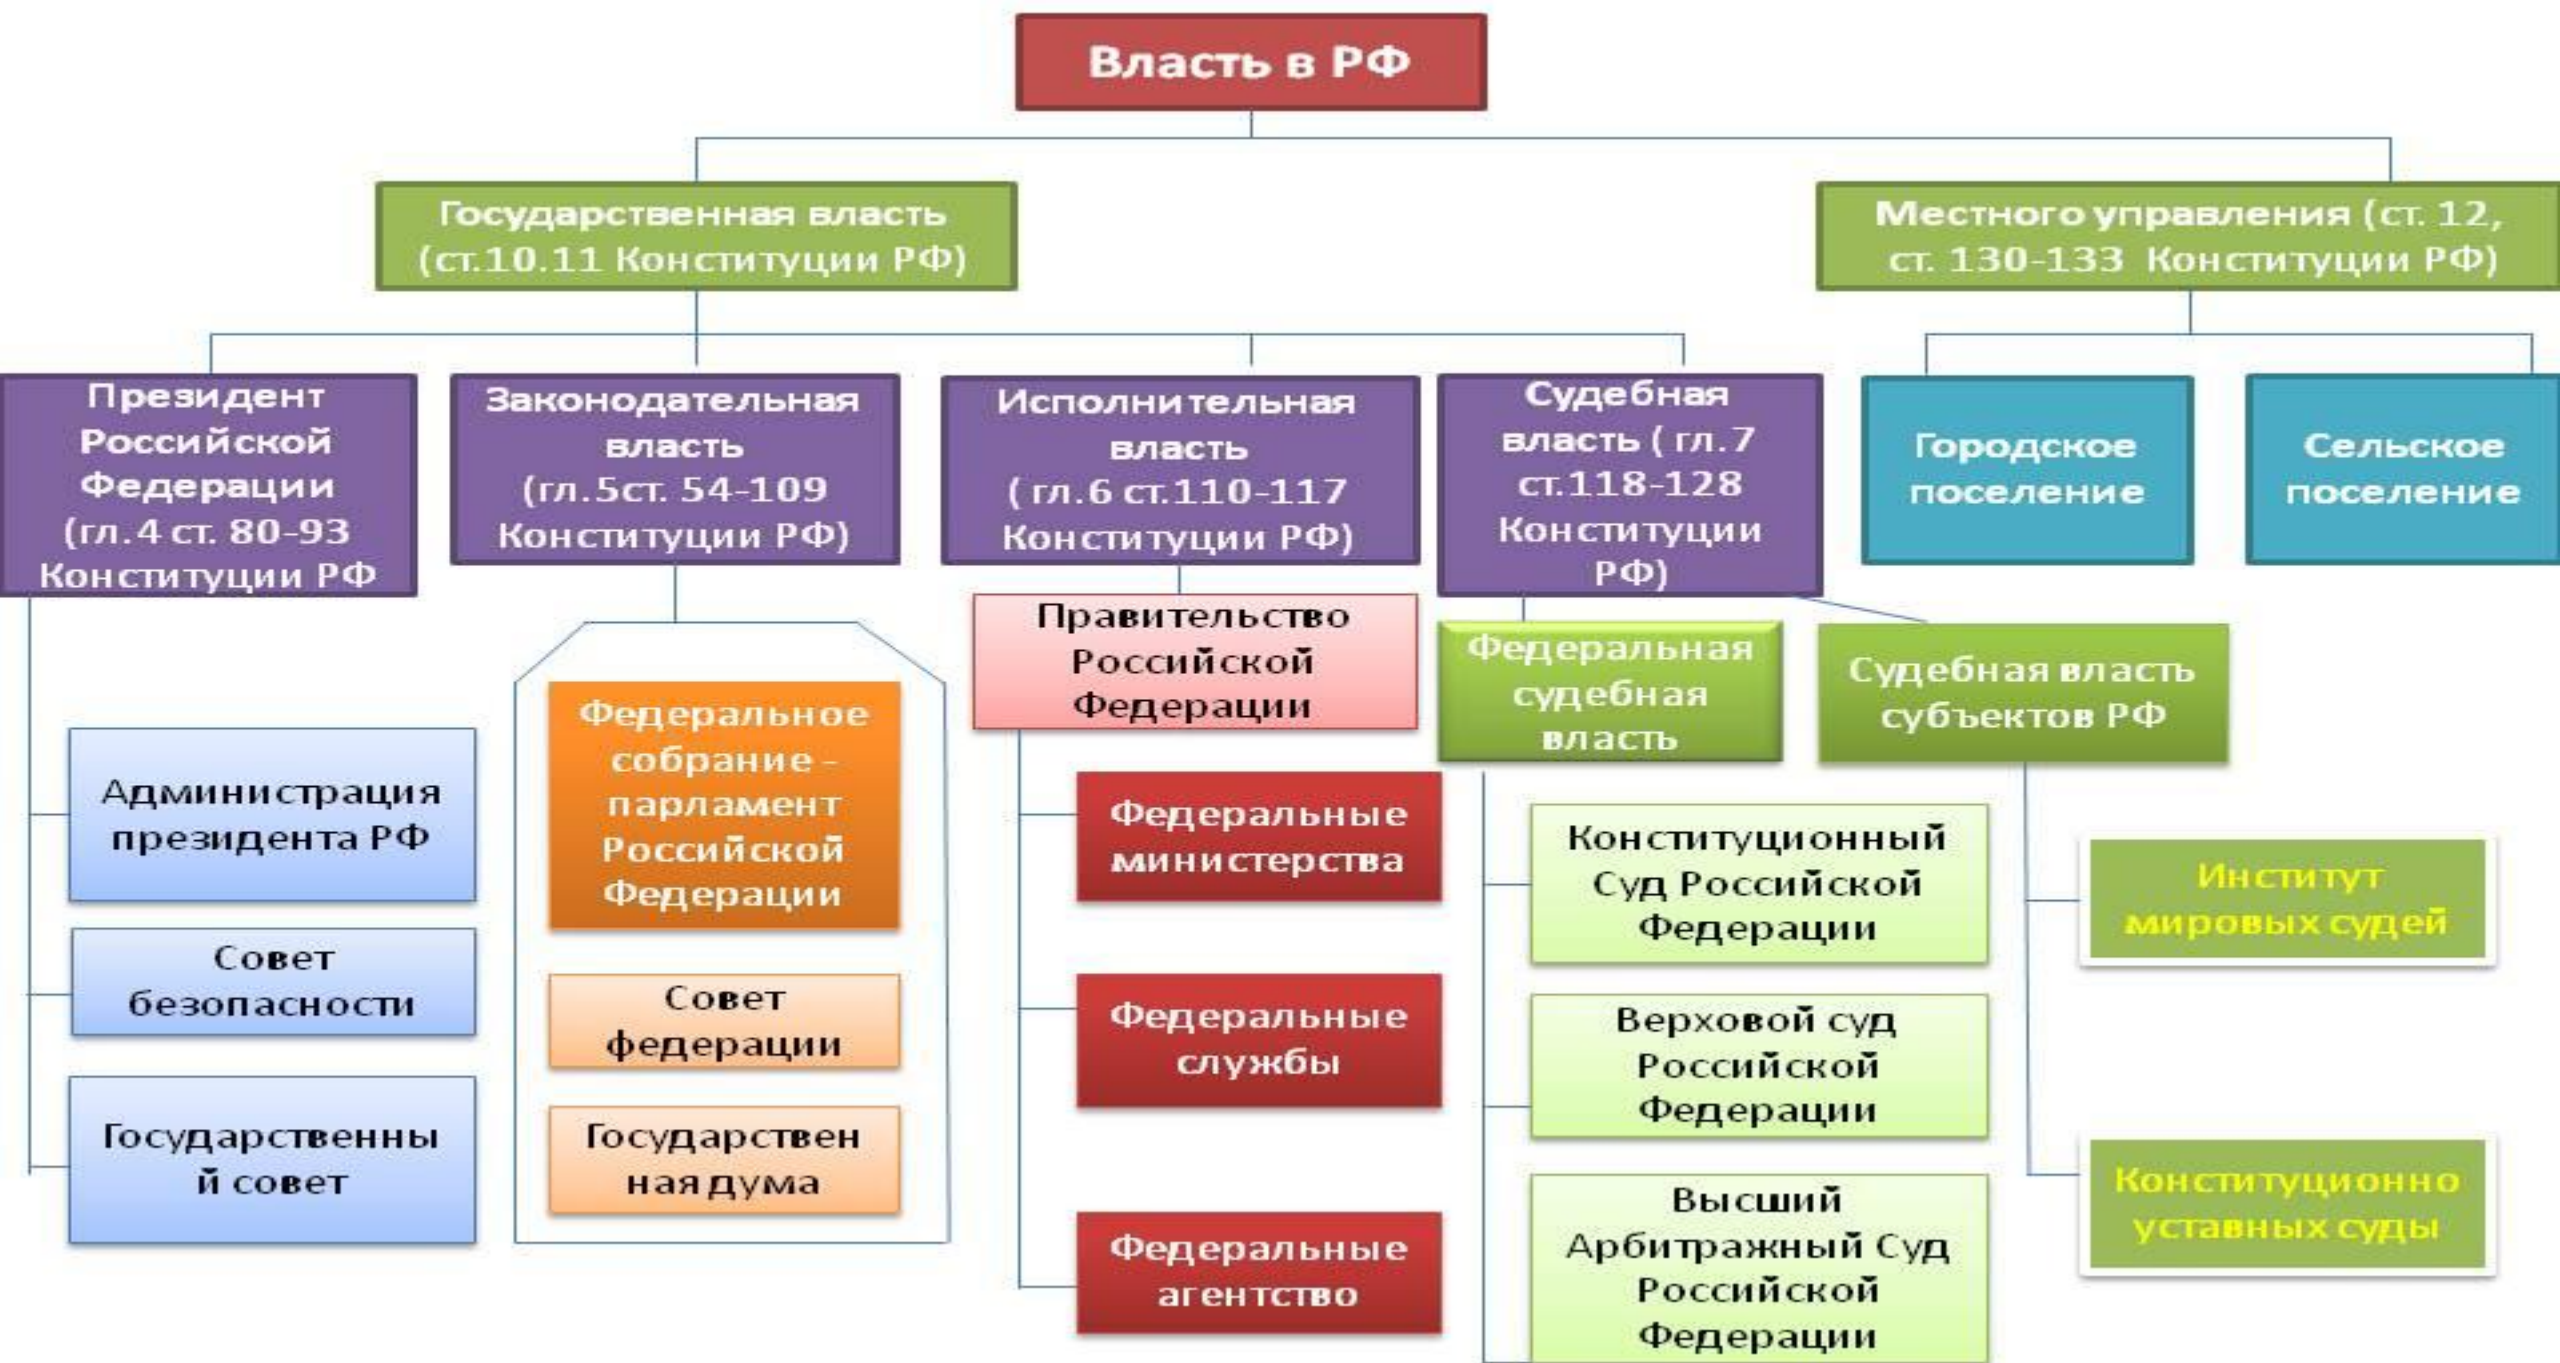 Власть в РФ
Государственная власть
(ст.10.11 Конституции РФ)
Местного управления (ст. 12,
ст. 130-133 Конституции РФ)
Президент
Российской
Федерации
(гл.4 ст. 80-93
Конституции РФ
Законодательная
власть
(гл.5ст. 54-109
Конституции РФ)
Исполнительная
власть
( гл.6 ст.110-117
Конституции РФ)
Судебная
власть ( гл.7
ст.118-128
Конституции
РФ)
Городское
поселение
Сельское
поселение
Администрация
президента РФ
Совет
безопасности
Государственны
й совет
Федеральное
собрание -
парламент
Российской
Федерации
Совет
федерации
Государствен
ная дума
Правительство
Российской
Федерации
Федеральные
министерства
Федеральные
службы
Федеральные
агентство
Федеральная
судебная
власть
Конституционный
Суд Российской
Федерации
Верховой суд
Российской
Федерации
Высший
Арбитражный Суд
Российской
Федерации
Судебная власть
субъектов РФ
Институт
мировых судей
Конституционно
уставных суды